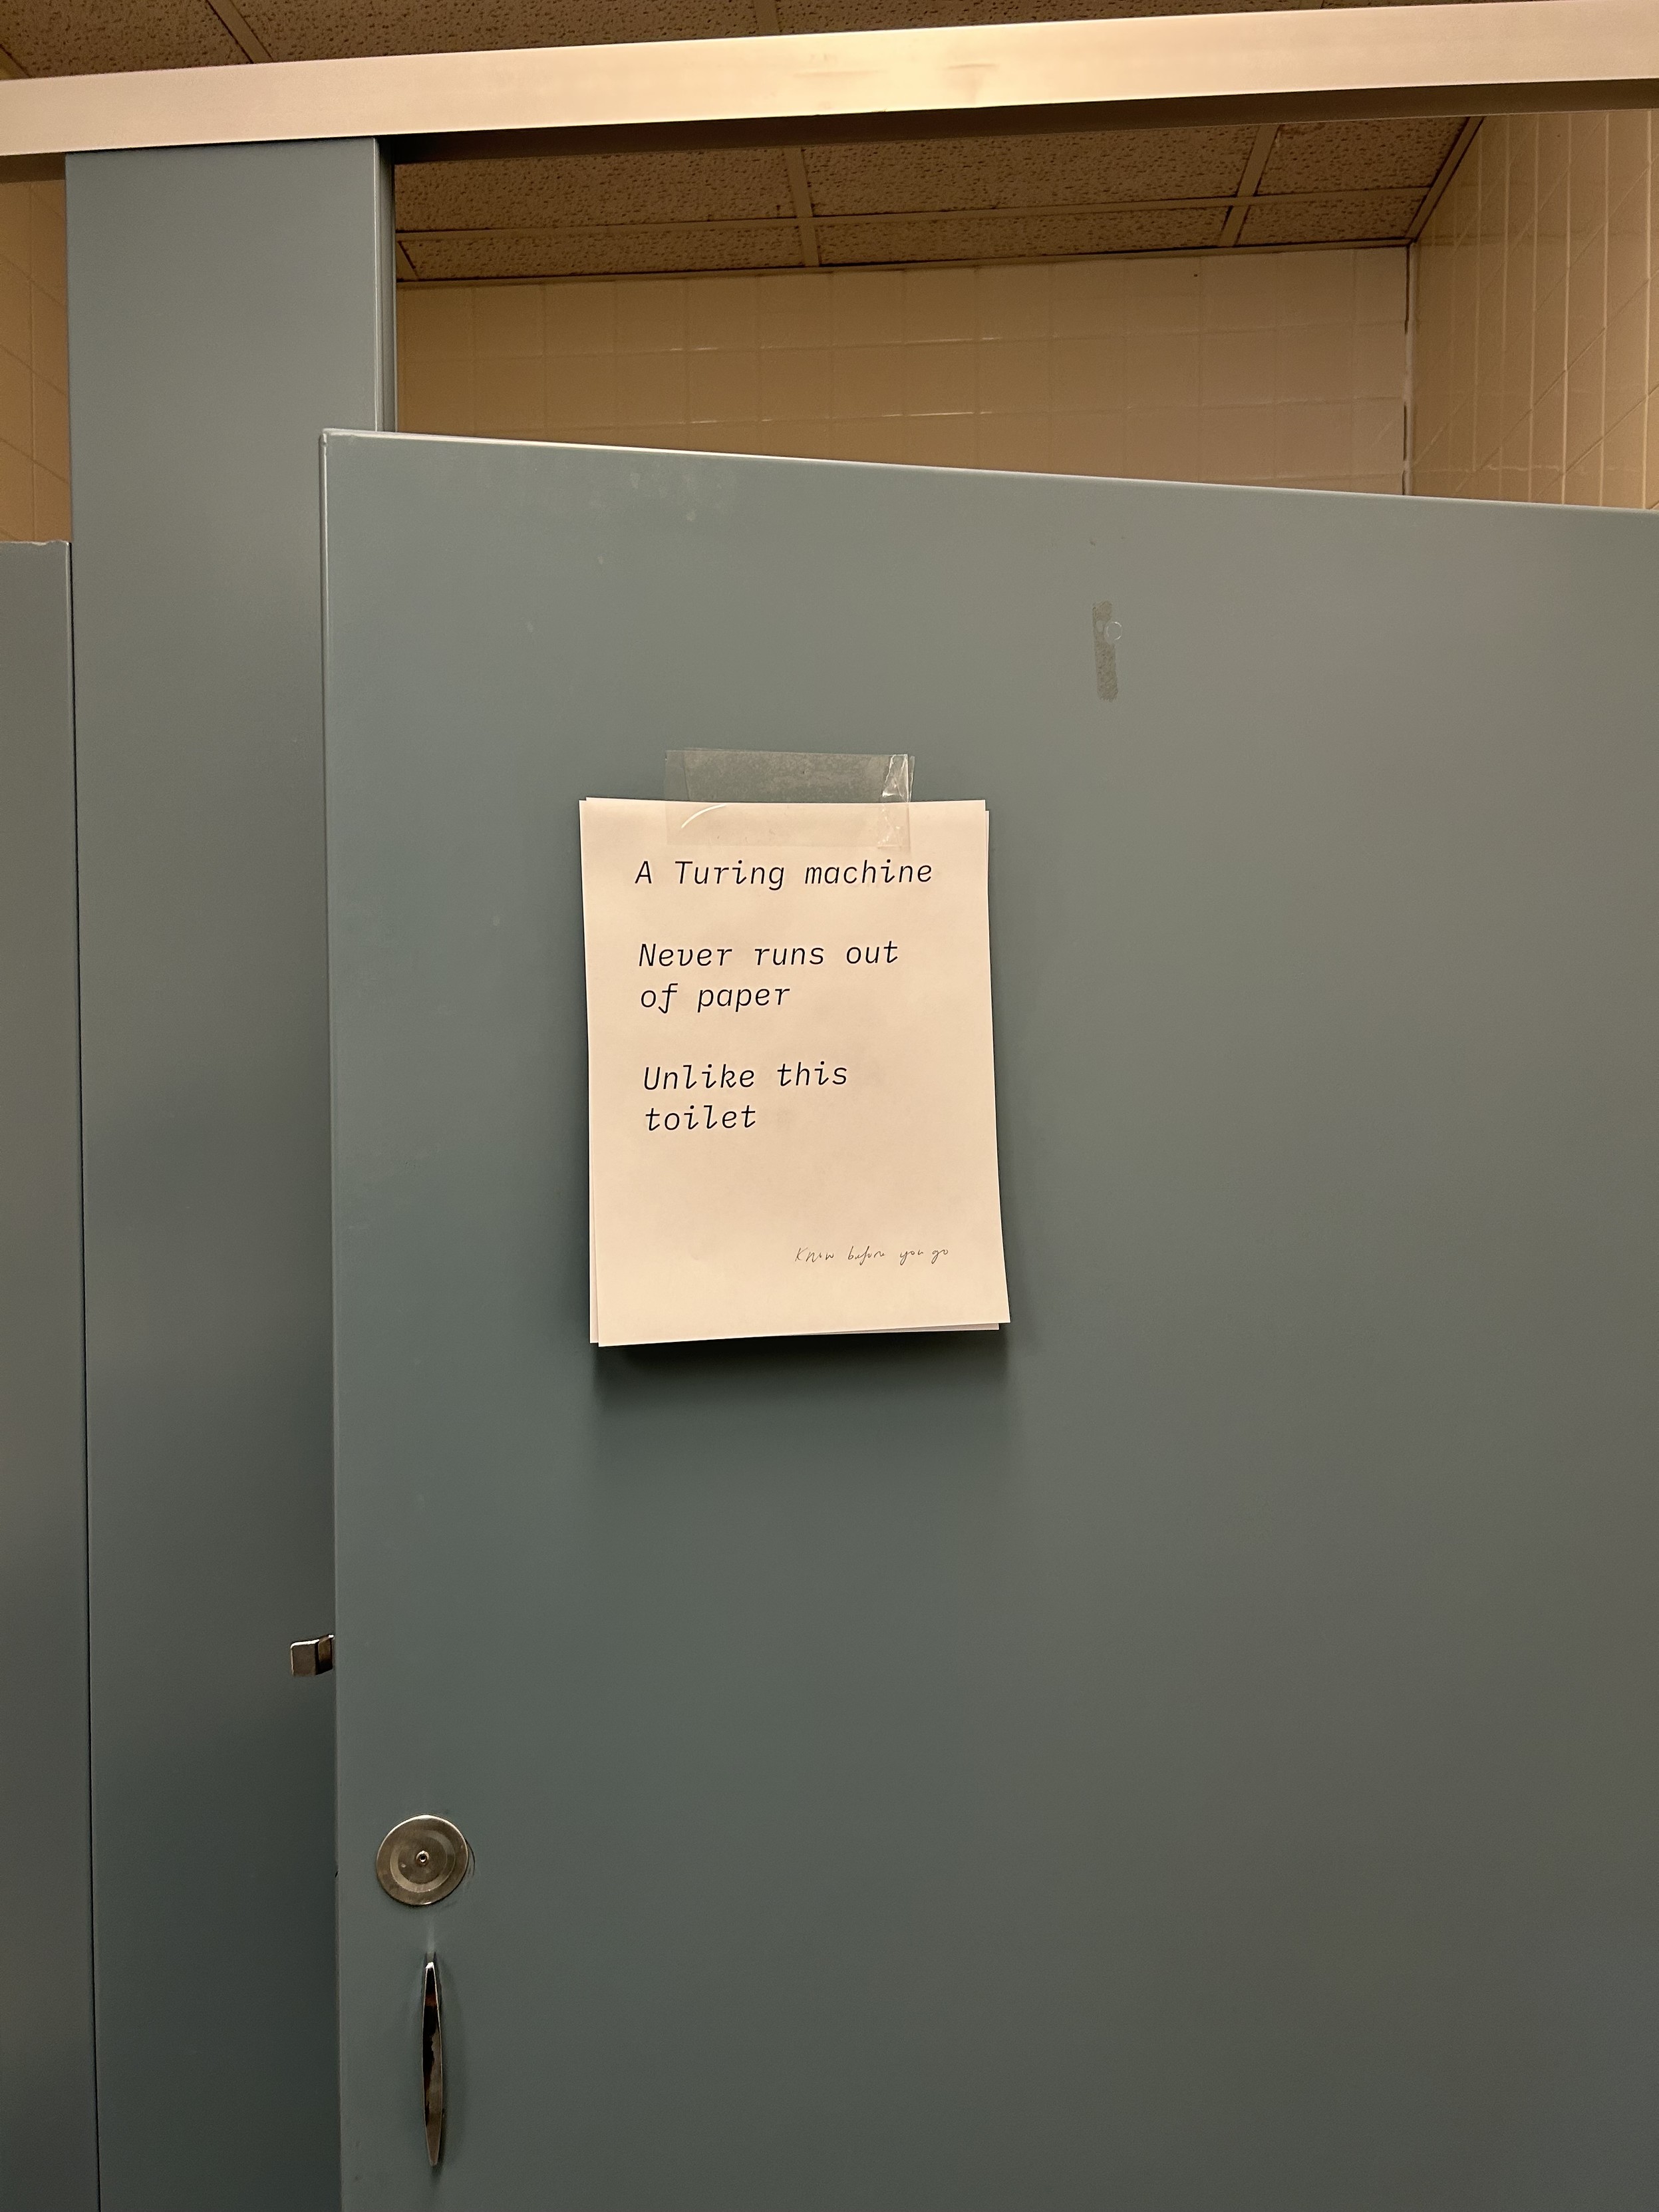 A Turing machine
Never runs out
of paper
Unlike this
toilet
Know before you go